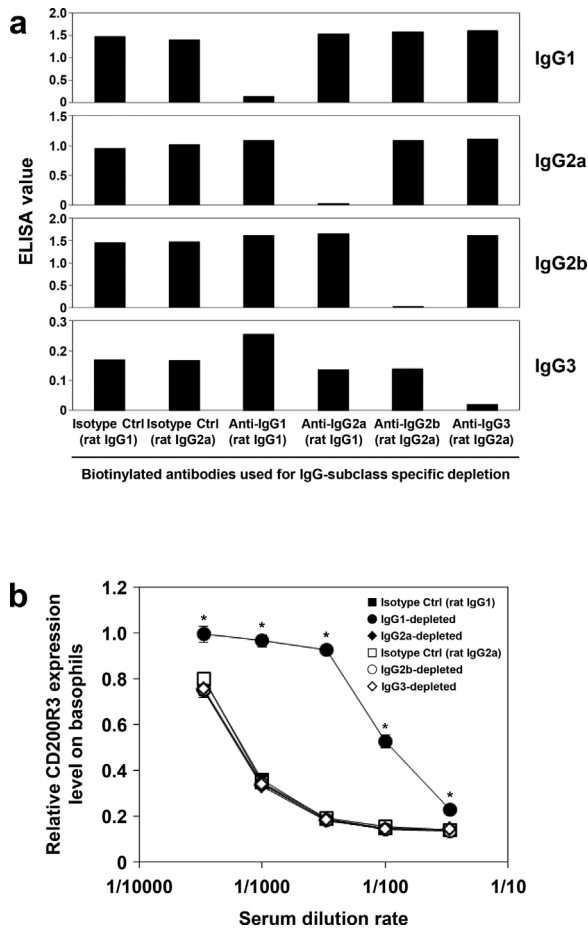 a
ELISA value
2.0
1.5
1.0
0.5
0
IgG1
1.5
1.0
0.5
0
IgG2a
2.0
1.5
1.0
0.5
0
IgG2b
0.3
0.2
0.1
0
IgG3
Isotype Ctrl
(rat IgG1)
Isotype Ctrl
(rat IgG2a)
Anti-IgG1
(rat IgG1)
Anti-IgG2a
(rat IgG1)
Anti-IgG2b
(rat IgG2a)
Anti-IgG3
(rat IgG2a)
Biotinylated antibodies used for IgG-subclass specific depletion
b
Relative CD200R3 expression
level on basophils
1.2
1.0
0.8
0.6
0.4
0.2
0
* * * * *
Isotype Ctrl (rat IgG1)
IgG1-depleted
IgG2a-depleted
Isotype Ctrl (rat IgG2a)
IgG2b-depleted
IgG3-depleted
1/10000 1/1000 1/100 1/10
Serum dilution rate